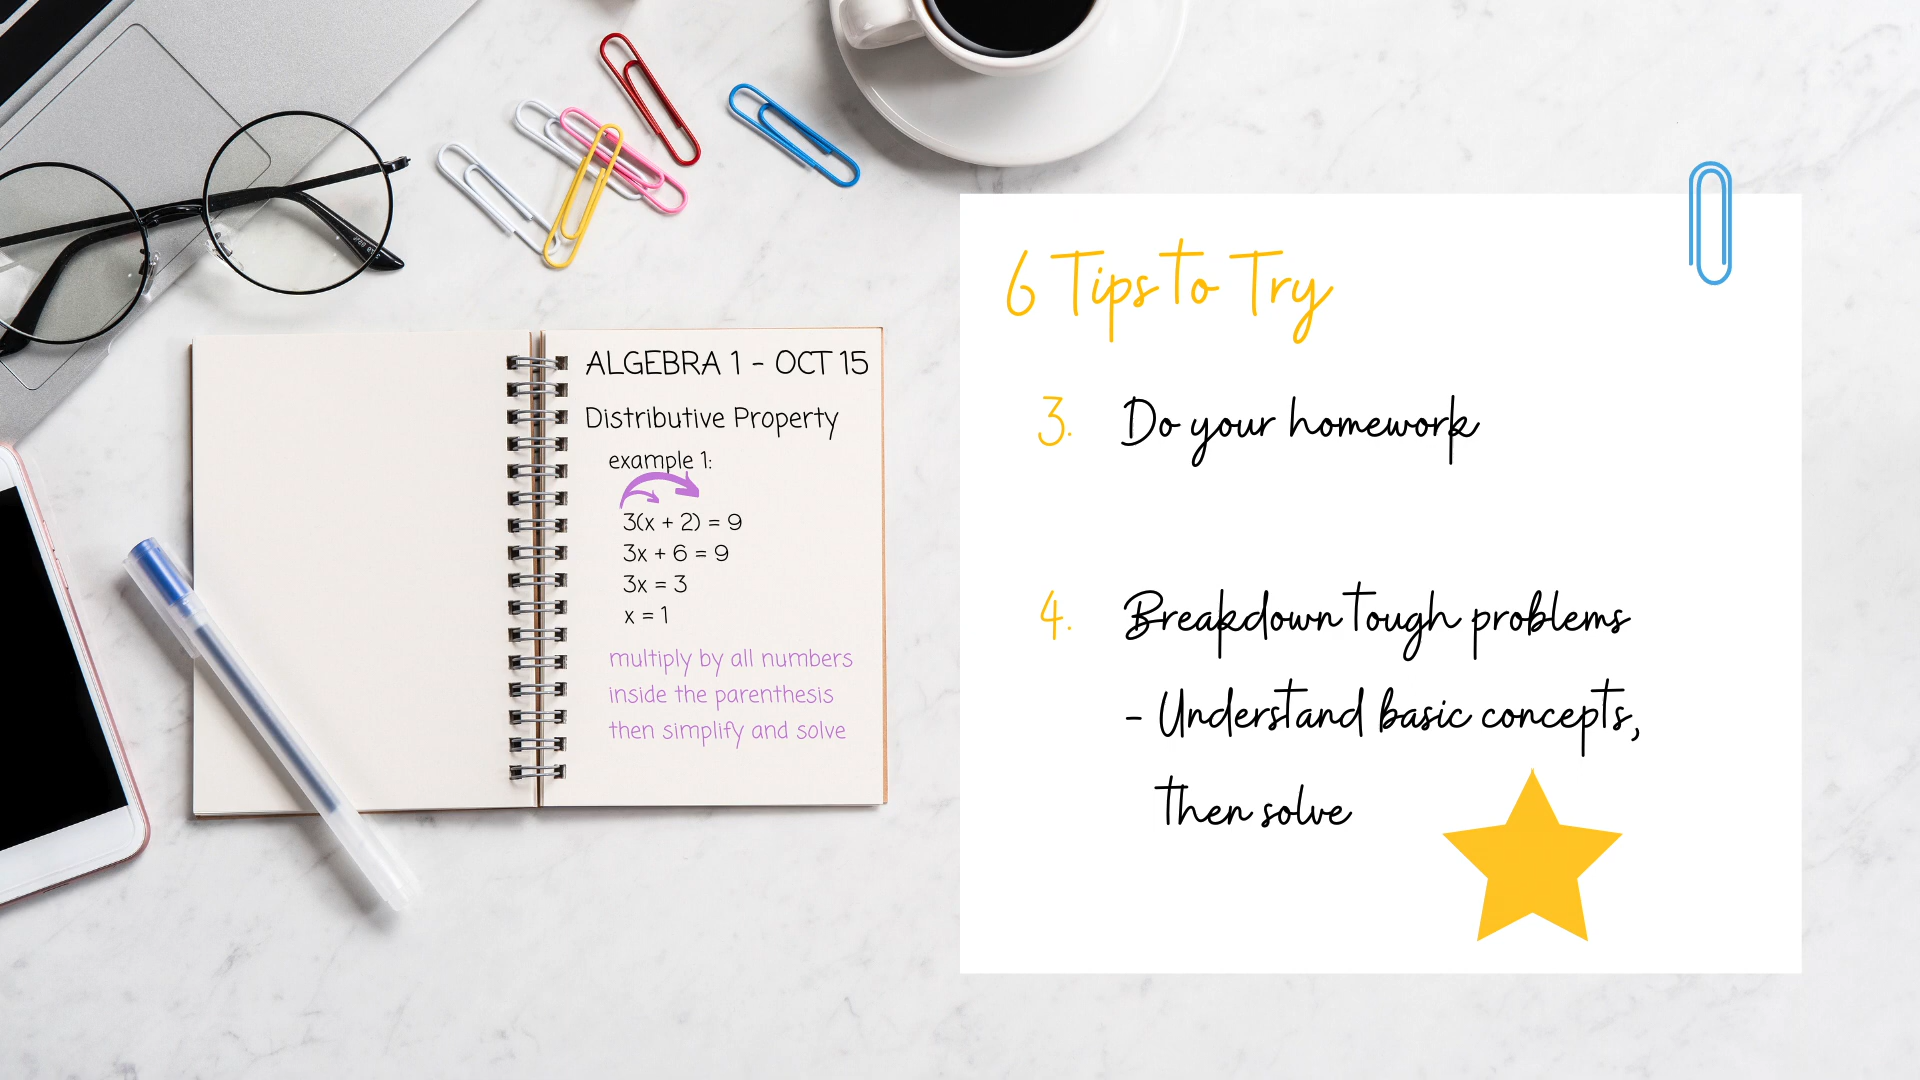 ALGEBRA 1 - OCT 15
Distributive Property
example 1:
3(x + 2) = 9
3x + 6 = 9
3x = 3
x = 1
multiply by all numbers
inside the parenthesis
then simplify and solve
6 Tips to Try
3. Do your homework
4. Breakdown tough problems
- Understand basic concepts,
then solve